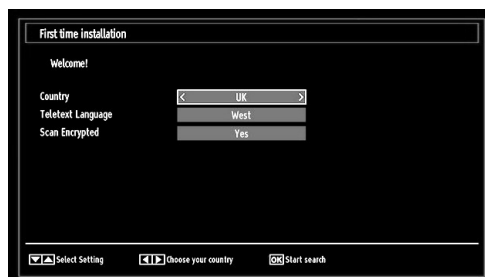 First time installation
Welcome!
Country < UK >
Teletext Language West
Scan Encrypted Yes
Select Setting Choose your country OK Start search